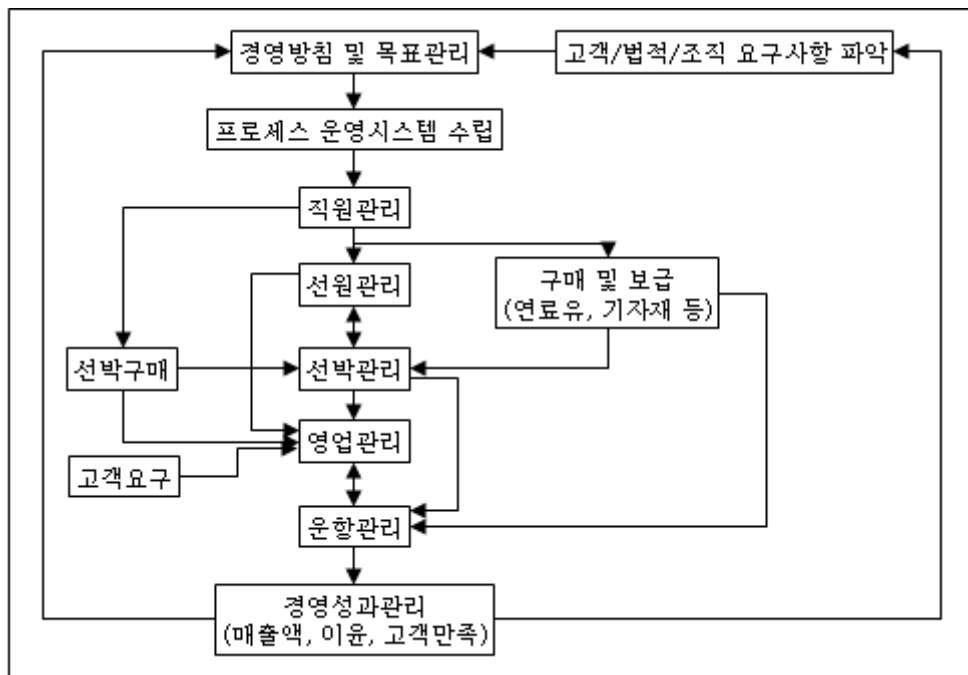 경영방침 및 목표관리
고객/법적/조직 요구사항 파악
프로세스 운영시스템 수립
직원관리
선원관리
구매 및 보급
(연료유, 기자재 등)
선박구매
선박관리
영업관리
고객요구
운항관리
경영성과관리
(매출액, 이윤, 고객만족)